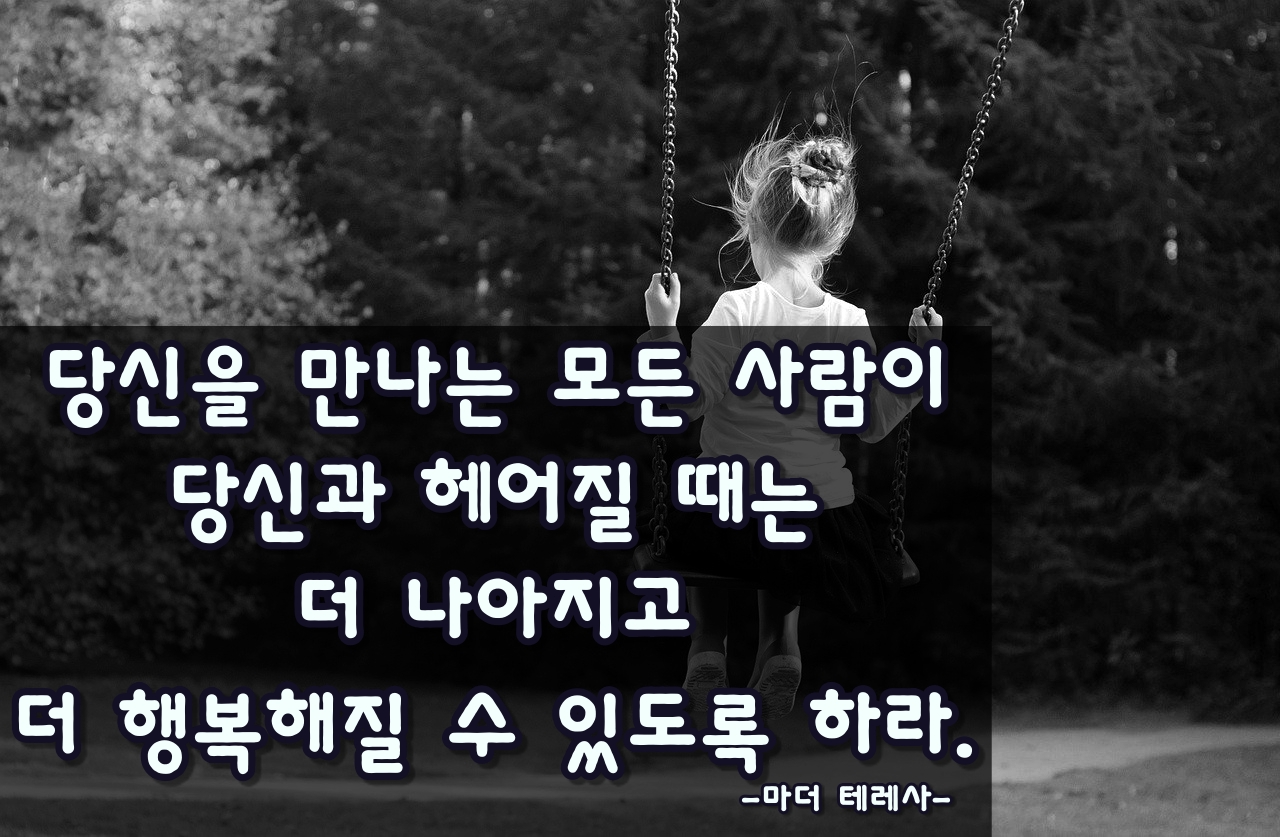 당신을 만나는 모든 사람이
당신과 헤어질 때는
더 나아지고
더 행복해질 수 있도록 하라.
-마더 테레사-